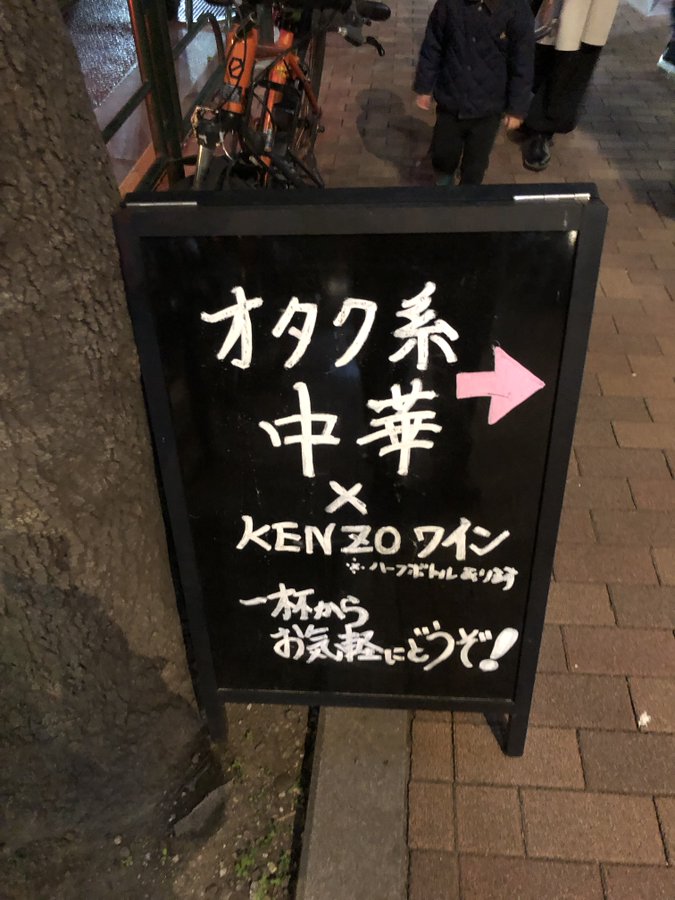 オタク系
中華
×
KENZO ワイン
※ハーフボトルあります
一杯から
お気軽にどうぞ!